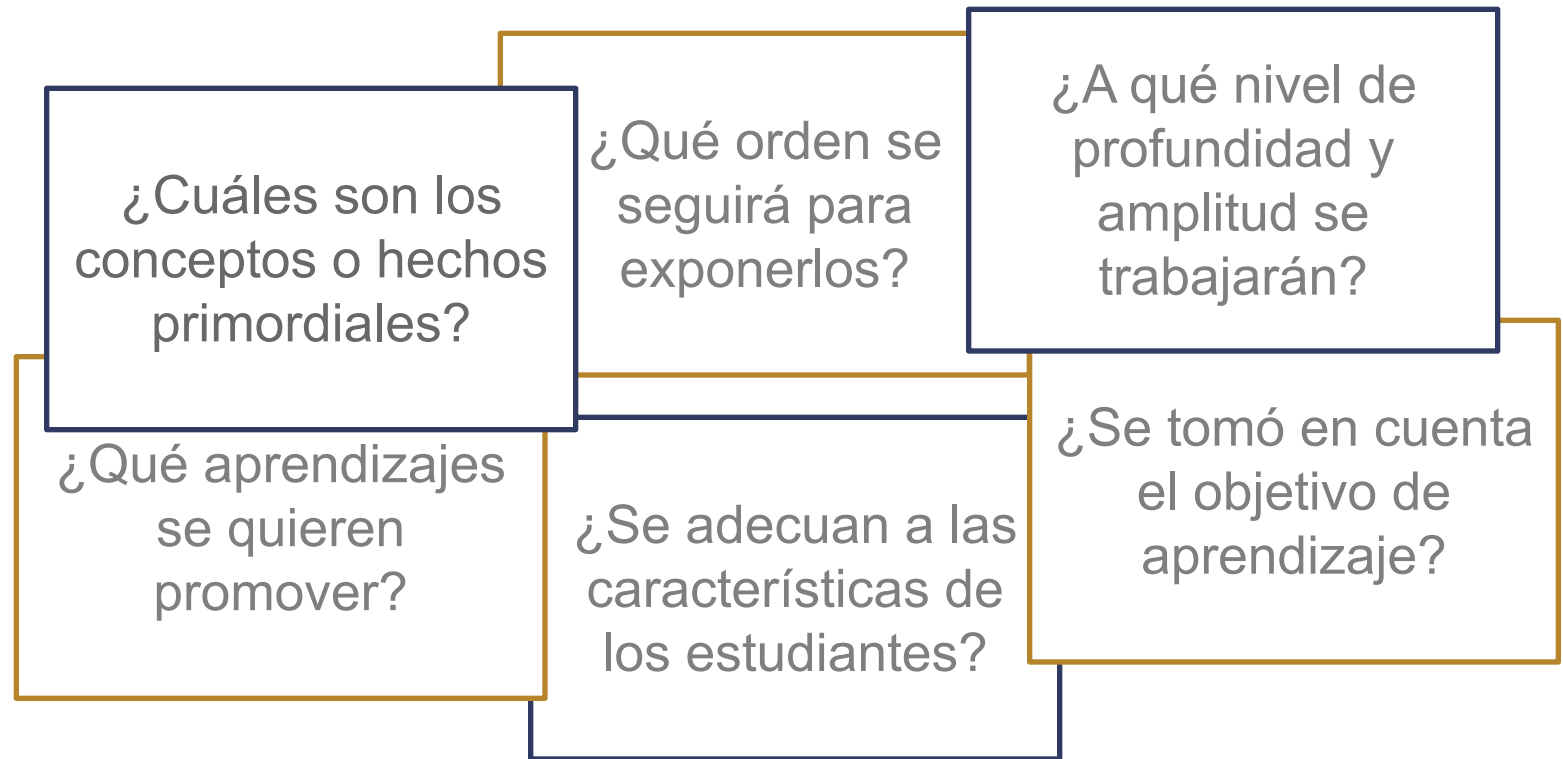 ¿Cuáles son los
conceptos o hechos
primordiales?
¿Qué orden se
seguirá para
exponerlos?
¿A qué nivel de
profundidad y
amplitud se
trabajarán?
¿Qué aprendizajes
se quieren
promover?
¿Se adecuan a las
características de
los estudiantes?
¿Se tomó en cuenta
el objetivo de
aprendizaje?